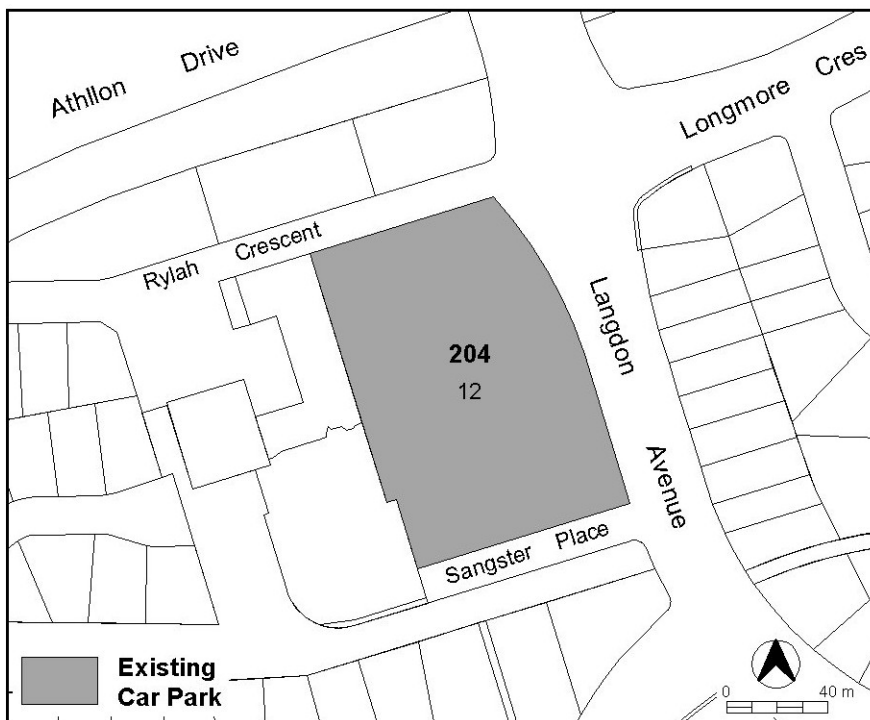 Athllon Drive
Longmore Cres
Rylah Crescent
Langdon
204
12
Avenue
Sangster Place
Existing
Car Park
0 40 m